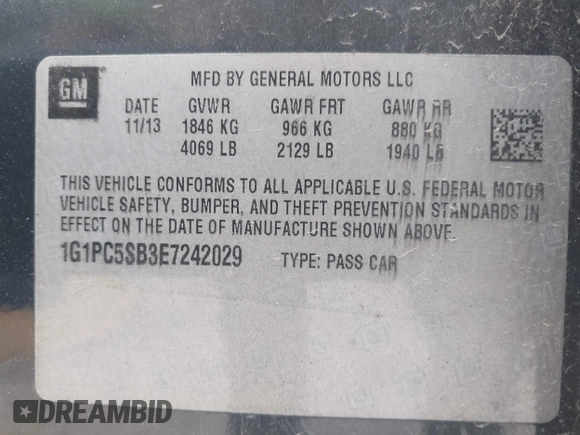 GM
MFD BY GENERAL MOTORS LLC
DATE GVWR GAWR FRT GAWR RR
11/13 1846 KG 966 KG 880 KG
4069 LB 2129 LB 1940 LB
THIS VEHICLE CONFORMS TO ALL APPLICABLE U.S. FEDERAL MOTOR
VEHICLE SAFETY, BUMPER, AND THEFT PREVENTION STANDARDS IN
EFFECT ON THE DATE OF MANUFACTURE SHOWN ABOVE.
1G1PC5SB3E7242029 TYPE: PASS CAR
DREAMBID